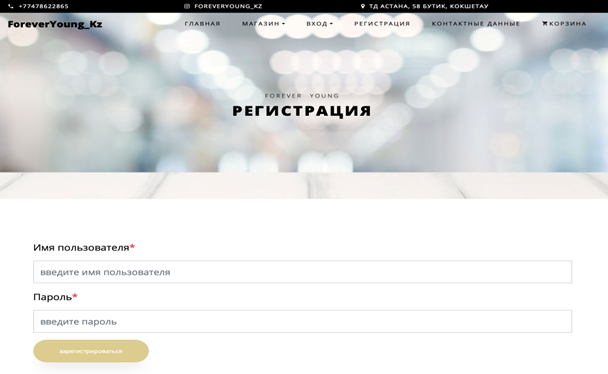 +77478622865
FOREVERYOUNG_KZ
ТД АСТАНА, 58 БУТИК, КОКШЕТАУ
ForeverYoung_Kz
ГЛАВНАЯ МАГАЗИН ВХОД РЕГИСТРАЦИЯ КОНТАКТНЫЕ ДАННЫЕ КОРЗИНА
FOREVER YOUNG
РЕГИСТРАЦИЯ
Имя пользователя*
введите имя пользователя
Пароль*
введите пароль
зарегистрироваться